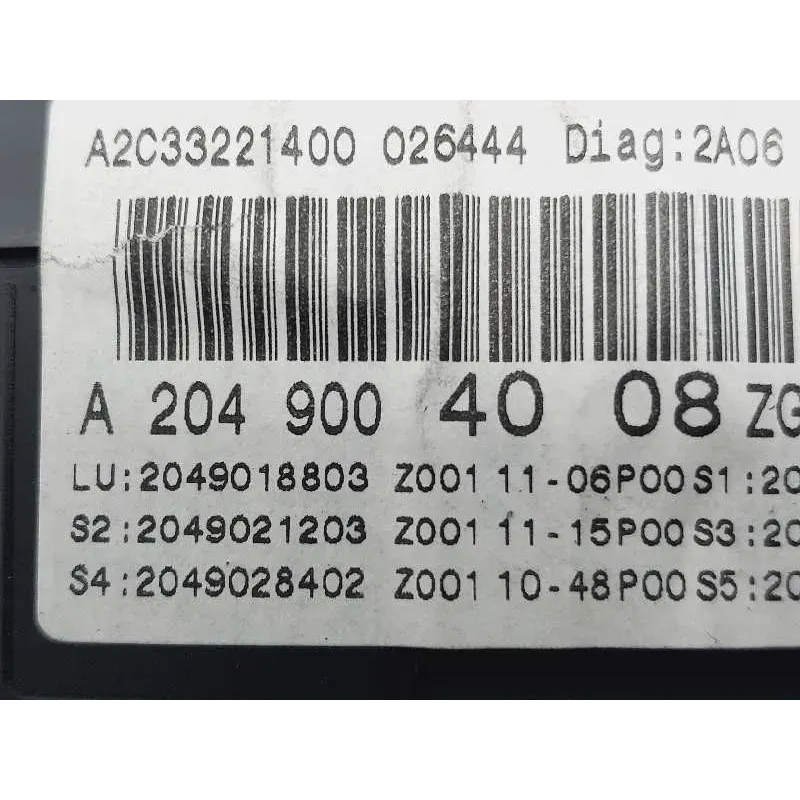 A2C33221400 026444 Diag:2A06
A 204 900 40 08 ZG
LU:2049018803 Z001 11-06P00 S1:20
S2:2049021203 Z001 11-15P00 S3:20
S4:2049028402 Z001 10-48P00 S5:20